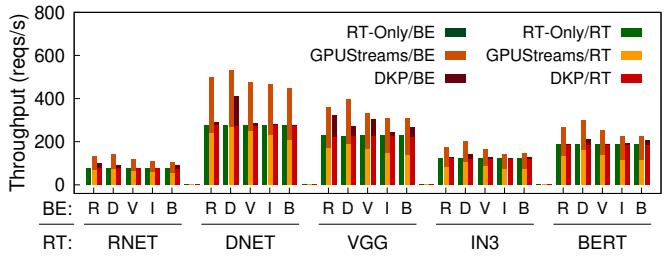 800
600
400
200
0
Throughput (reqs/s)
RT-Only/BE RT-Only/RT
GPUStreams/BE GPUStreams/RT
DKP/BE DKP/RT
BE: R D V I B R D V I B R D V I B R D V I B R D V I B
RT: RNET DNET VGG IN3 BERT